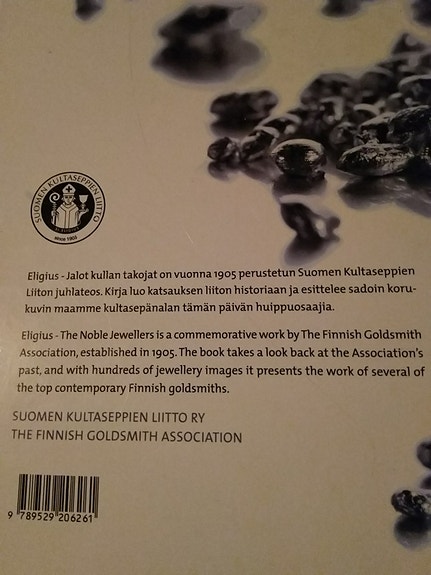 SUOMEN KULTASEPPIEN LIITTO
since 1905
Eligius - Jalot kullan takojat on vuonna 1905 perustetun Suomen Kultaseppien
Liiton juhlateos. Kirja luo katsauksen liiton historiaan ja esittelee sadoin koru-
kuvin maamme kultasepänalan tämän päivän huippuosaajia.
Eligius - The Noble Jewellers is a commemorative work by The Finnish Goldsmith
Association, established in 1905. The book takes a look back at the Association's
past, and with hundreds of jewellery images it presents the work of several of
the top contemporary Finnish goldsmiths.
SUOMEN KULTASEPPIEN LIITTO RY
THE FINNISH GOLDSMITH ASSOCIATION
9 789529 206261